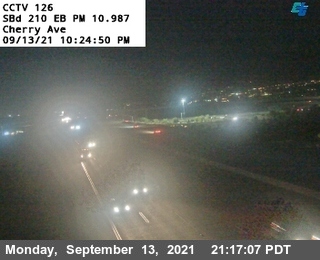 CCTV 126
SBd 210 EB PM 10.987
Cherry Ave
09/13/21 10:24:50 PM
Monday, September 13, 2021 21:17:07 PDT